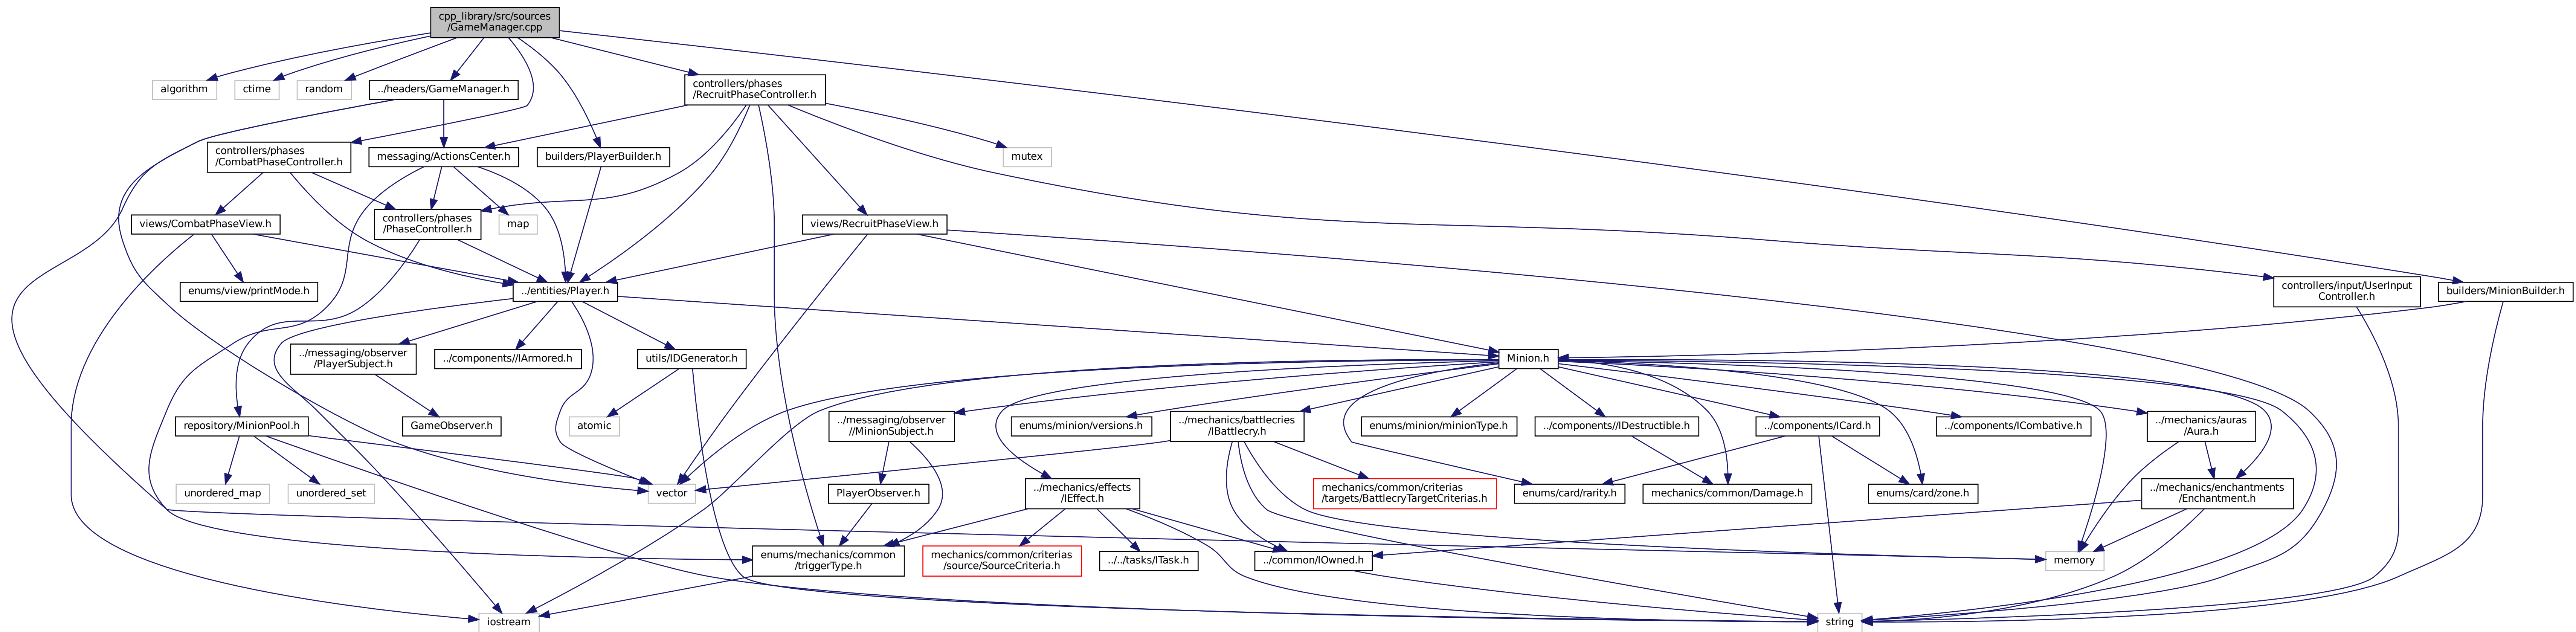 cpp_library/src/sources
/GameManager.cpp
algorithm
ctime
random
../headers/GameManager.h
controllers/phases
/RecruitPhaseController.h
controllers/phases
/CombatPhaseController.h
messaging/ActionsCenter.h
builders/PlayerBuilder.h
mutex
views/CombatPhaseView.h
controllers/phases
/PhaseController.h
map
views/RecruitPhaseView.h
enums/view/printMode.h
../entities/Player.h
controllers/input/UserInput
Controller.h
builders/MinionBuilder.h
../messaging/observer
/PlayerSubject.h
../components//IArmored.h
utils/IDGenerator.h
Minion.h
repository/MinionPool.h
GameObserver.h
atomic
../messaging/observer
//MinionSubject.h
enums/minion/versions.h
../mechanics/battlecries
/IBattlecry.h
enums/minion/minionType.h
../components//IDestructible.h
../components/ICard.h
../components/ICombative.h
../mechanics/auras
/Aura.h
unordered_map
unordered_set
vector
PlayerObserver.h
../mechanics/effects
/IEffect.h
mechanics/common/criterias
/targets/BattlecryTargetCriterias.h
enums/card/rarity.h
mechanics/common/Damage.h
enums/card/zone.h
../mechanics/enchantments
/Enchantment.h
enums/mechanics/common
/triggerType.h
mechanics/common/criterias
/source/SourceCriteria.h
../../tasks/ITask.h
../common/IOwned.h
memory
iostream
string